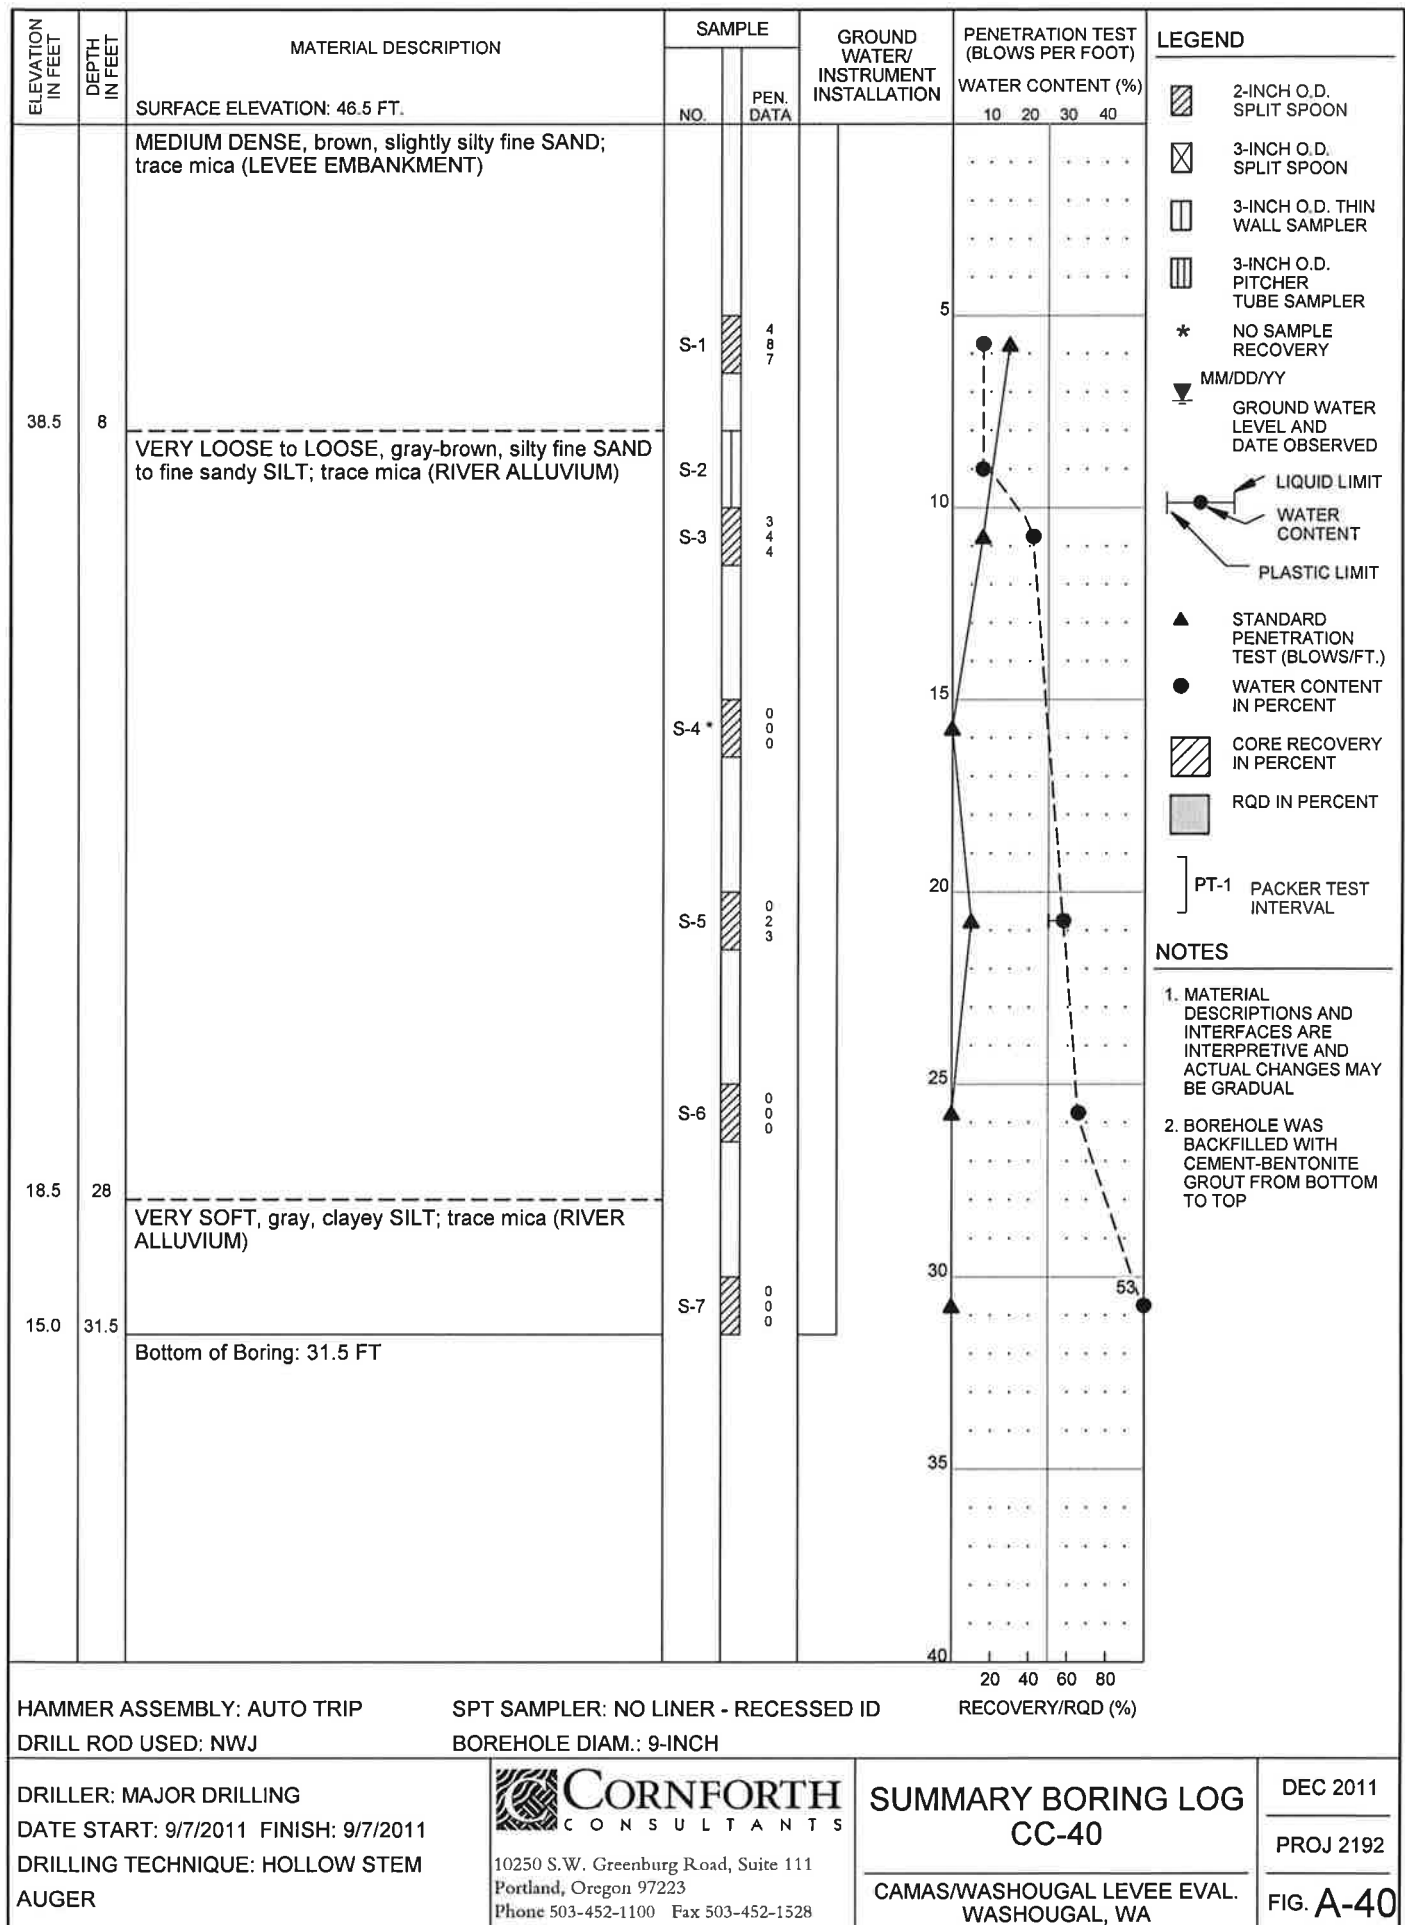 ELEVATION
IN FEET
DEPTH
IN FEET
MATERIAL DESCRIPTION
SURFACE ELEVATION: 46.5 FT.
SAMPLE
NO.
PEN.
DATA
GROUND
WATER/
INSTRUMENT
INSTALLATION
PENETRATION TEST
(BLOWS PER FOOT)
WATER CONTENT (%)
10 20 30 40
MEDIUM DENSE, brown, slightly silty fine SAND;
trace mica (LEVEE EMBANKMENT)
5
S-1
4
8
7
38.5 8
VERY LOOSE to LOOSE, gray-brown, silty fine SAND
to fine sandy SILT; trace mica (RIVER ALLUVIUM)
S-2
10
S-3
3
4
4
15
S-4 *
0
0
0
20
S-5
0
2
3
25
S-6
0
0
0
18.5 28
VERY SOFT, gray, clayey SILT; trace mica (RIVER
ALLUVIUM)
30
53
S-7
0
0
0
15.0 31.5
Bottom of Boring: 31.5 FT
35
40
20 40 60 80
RECOVERY/RQD (%)
LEGEND
2-INCH O.D.
SPLIT SPOON
3-INCH O.D.
SPLIT SPOON
3-INCH O.D. THIN
WALL SAMPLER
3-INCH O.D.
PITCHER
TUBE SAMPLER
* NO SAMPLE
RECOVERY
MM/DD/YY
GROUND WATER
LEVEL AND
DATE OBSERVED
LIQUID LIMIT
WATER
CONTENT
PLASTIC LIMIT
STANDARD
PENETRATION
TEST (BLOWS/FT.)
WATER CONTENT
IN PERCENT
CORE RECOVERY
IN PERCENT
RQD IN PERCENT
PT-1 PACKER TEST
INTERVAL
NOTES
1. MATERIAL
DESCRIPTIONS AND
INTERFACES ARE
INTERPRETIVE AND
ACTUAL CHANGES MAY
BE GRADUAL
2. BOREHOLE WAS
BACKFILLED WITH
CEMENT-BENTONITE
GROUT FROM BOTTOM
TO TOP
HAMMER ASSEMBLY: AUTO TRIP SPT SAMPLER: NO LINER - RECESSED ID
DRILL ROD USED: NWJ BOREHOLE DIAM.: 9-INCH
DRILLER: MAJOR DRILLING
DATE START: 9/7/2011 FINISH: 9/7/2011
DRILLING TECHNIQUE: HOLLOW STEM
AUGER
CORNFORTH
CONSULTANTS
10250 S.W. Greenburg Road, Suite 111
Portland, Oregon 97223
Phone 503-452-1100 Fax 503-452-1528
SUMMARY BORING LOG
CC-40
CAMAS/WASHOUGAL LEVEE EVAL.
WASHOUGAL, WA
DEC 2011
PROJ 2192
FIG. A-40